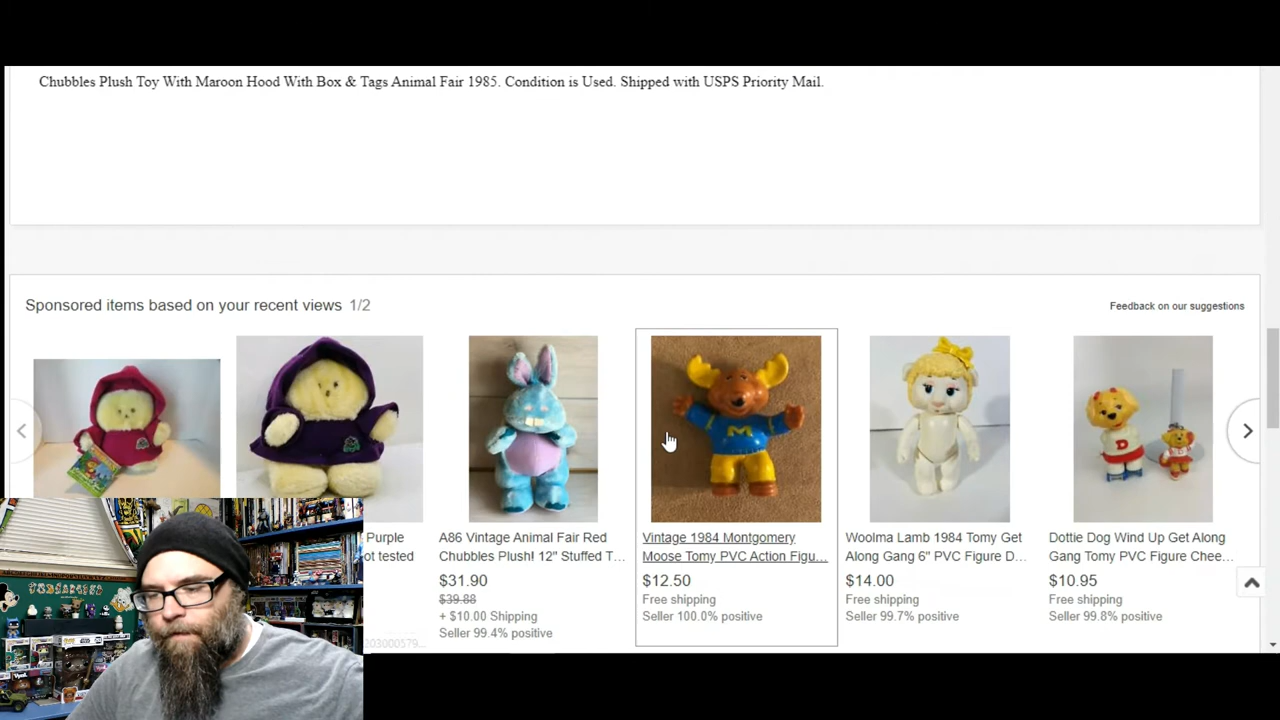 Chubbles Plush Toy With Maroon Hood With Box & Tags Animal Fair 1985. Condition is Used. Shipped with USPS Priority Mail.
Sponsored items based on your recent views 1/2
Feedback on our suggestions
Purple
ot tested
A86 Vintage Animal Fair Red
Chubbles Plush! 12" Stuffed T...
$31.90
$39.88
+ $10.00 Shipping
Seller 99.4% positive
Vintage 1984 Montgomery
Moose Tomy PVC Action Figu...
$12.50
Free shipping
Seller 100.0% positive
Woolma Lamb 1984 Tomy Get
Along Gang 6" PVC Figure D...
$14.00
Free shipping
Seller 99.7% positive
Dottie Dog Wind Up Get Along
Gang Tomy PVC Figure Chee...
$10.95
Free shipping
Seller 99.8% positive
203000579...
M
D